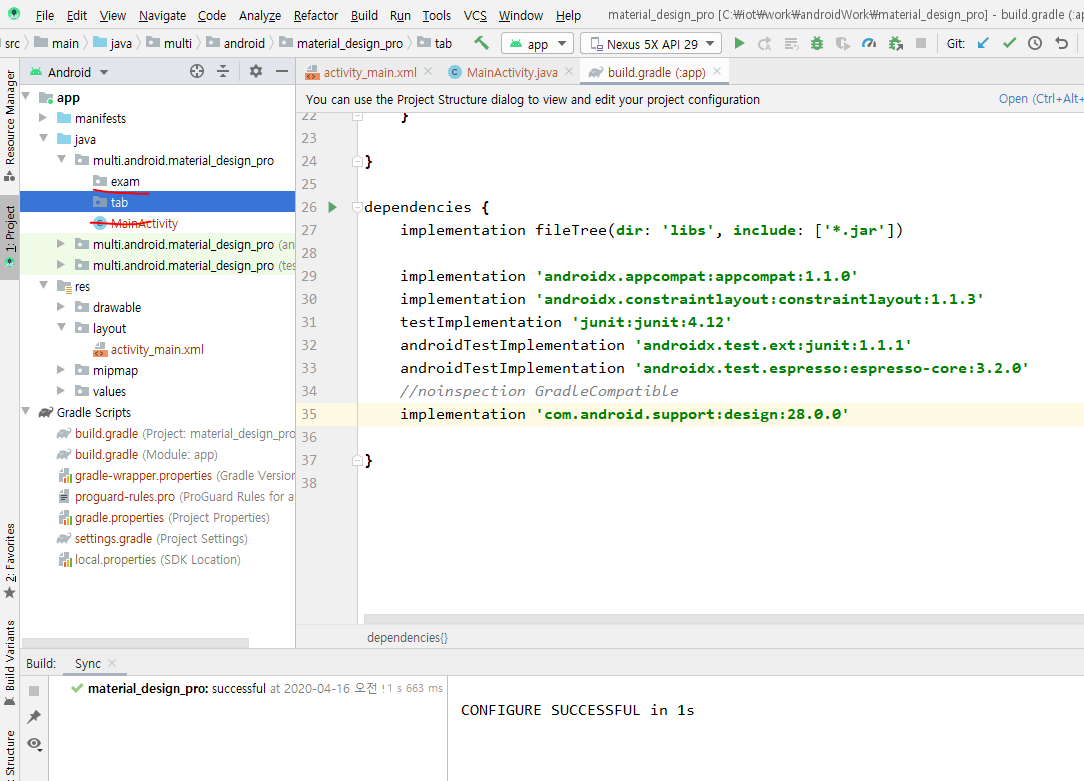 File Edit View Navigate Code Analyze Refactor Build Run Tools VCS Window Help material_design_pro [C:₩iot₩work₩androidWork₩material_design_pro] - build.gradle (:ap
src main java multi android material_design_pro tab app Nexus 5X API 29 Git:
Resource Manager
1: Project
2: Favorites
Build Variants
Structure
Android
app
manifests
java
multi.android.material_design_pro
exam
tab
MainActivity
multi.android.material_design_pro (an
multi.android.material_design_pro (tes
res
drawable
layout
activity_main.xml
mipmap
values
Gradle Scripts
build.gradle (Project: material_design_pro
build.gradle (Module: app)
gradle-wrapper.properties (Gradle Version
proguard-rules.pro (ProGuard Rules for a
gradle.properties (Project Properties)
settings.gradle (Project Settings)
local.properties (SDK Location)
activity_main.xml MainActivity.java build.gradle (:app)
You can use the Project Structure dialog to view and edit your project configuration Open (Ctrl+Alt+
22 }
23
24 }
25
26 dependencies {
27 implementation fileTree(dir: 'libs', include: ['*.jar'])
28
29 implementation 'androidx.appcompat:appcompat:1.1.0'
30 implementation 'androidx.constraintlayout:constraintlayout:1.1.3'
31 testImplementation 'junit:junit:4.12'
32 androidTestImplementation 'androidx.test.ext:junit:1.1.1'
33 androidTestImplementation 'androidx.test.espresso:espresso-core:3.2.0'
34 //noinspection GradleCompatible
35 implementation 'com.android.support:design:28.0.0'
36
37 }
38
dependencies{}
Build: Sync
material_design_pro: successful at 2020-04-16 오전 1 s 663 ms
CONFIGURE SUCCESSFUL in 1s